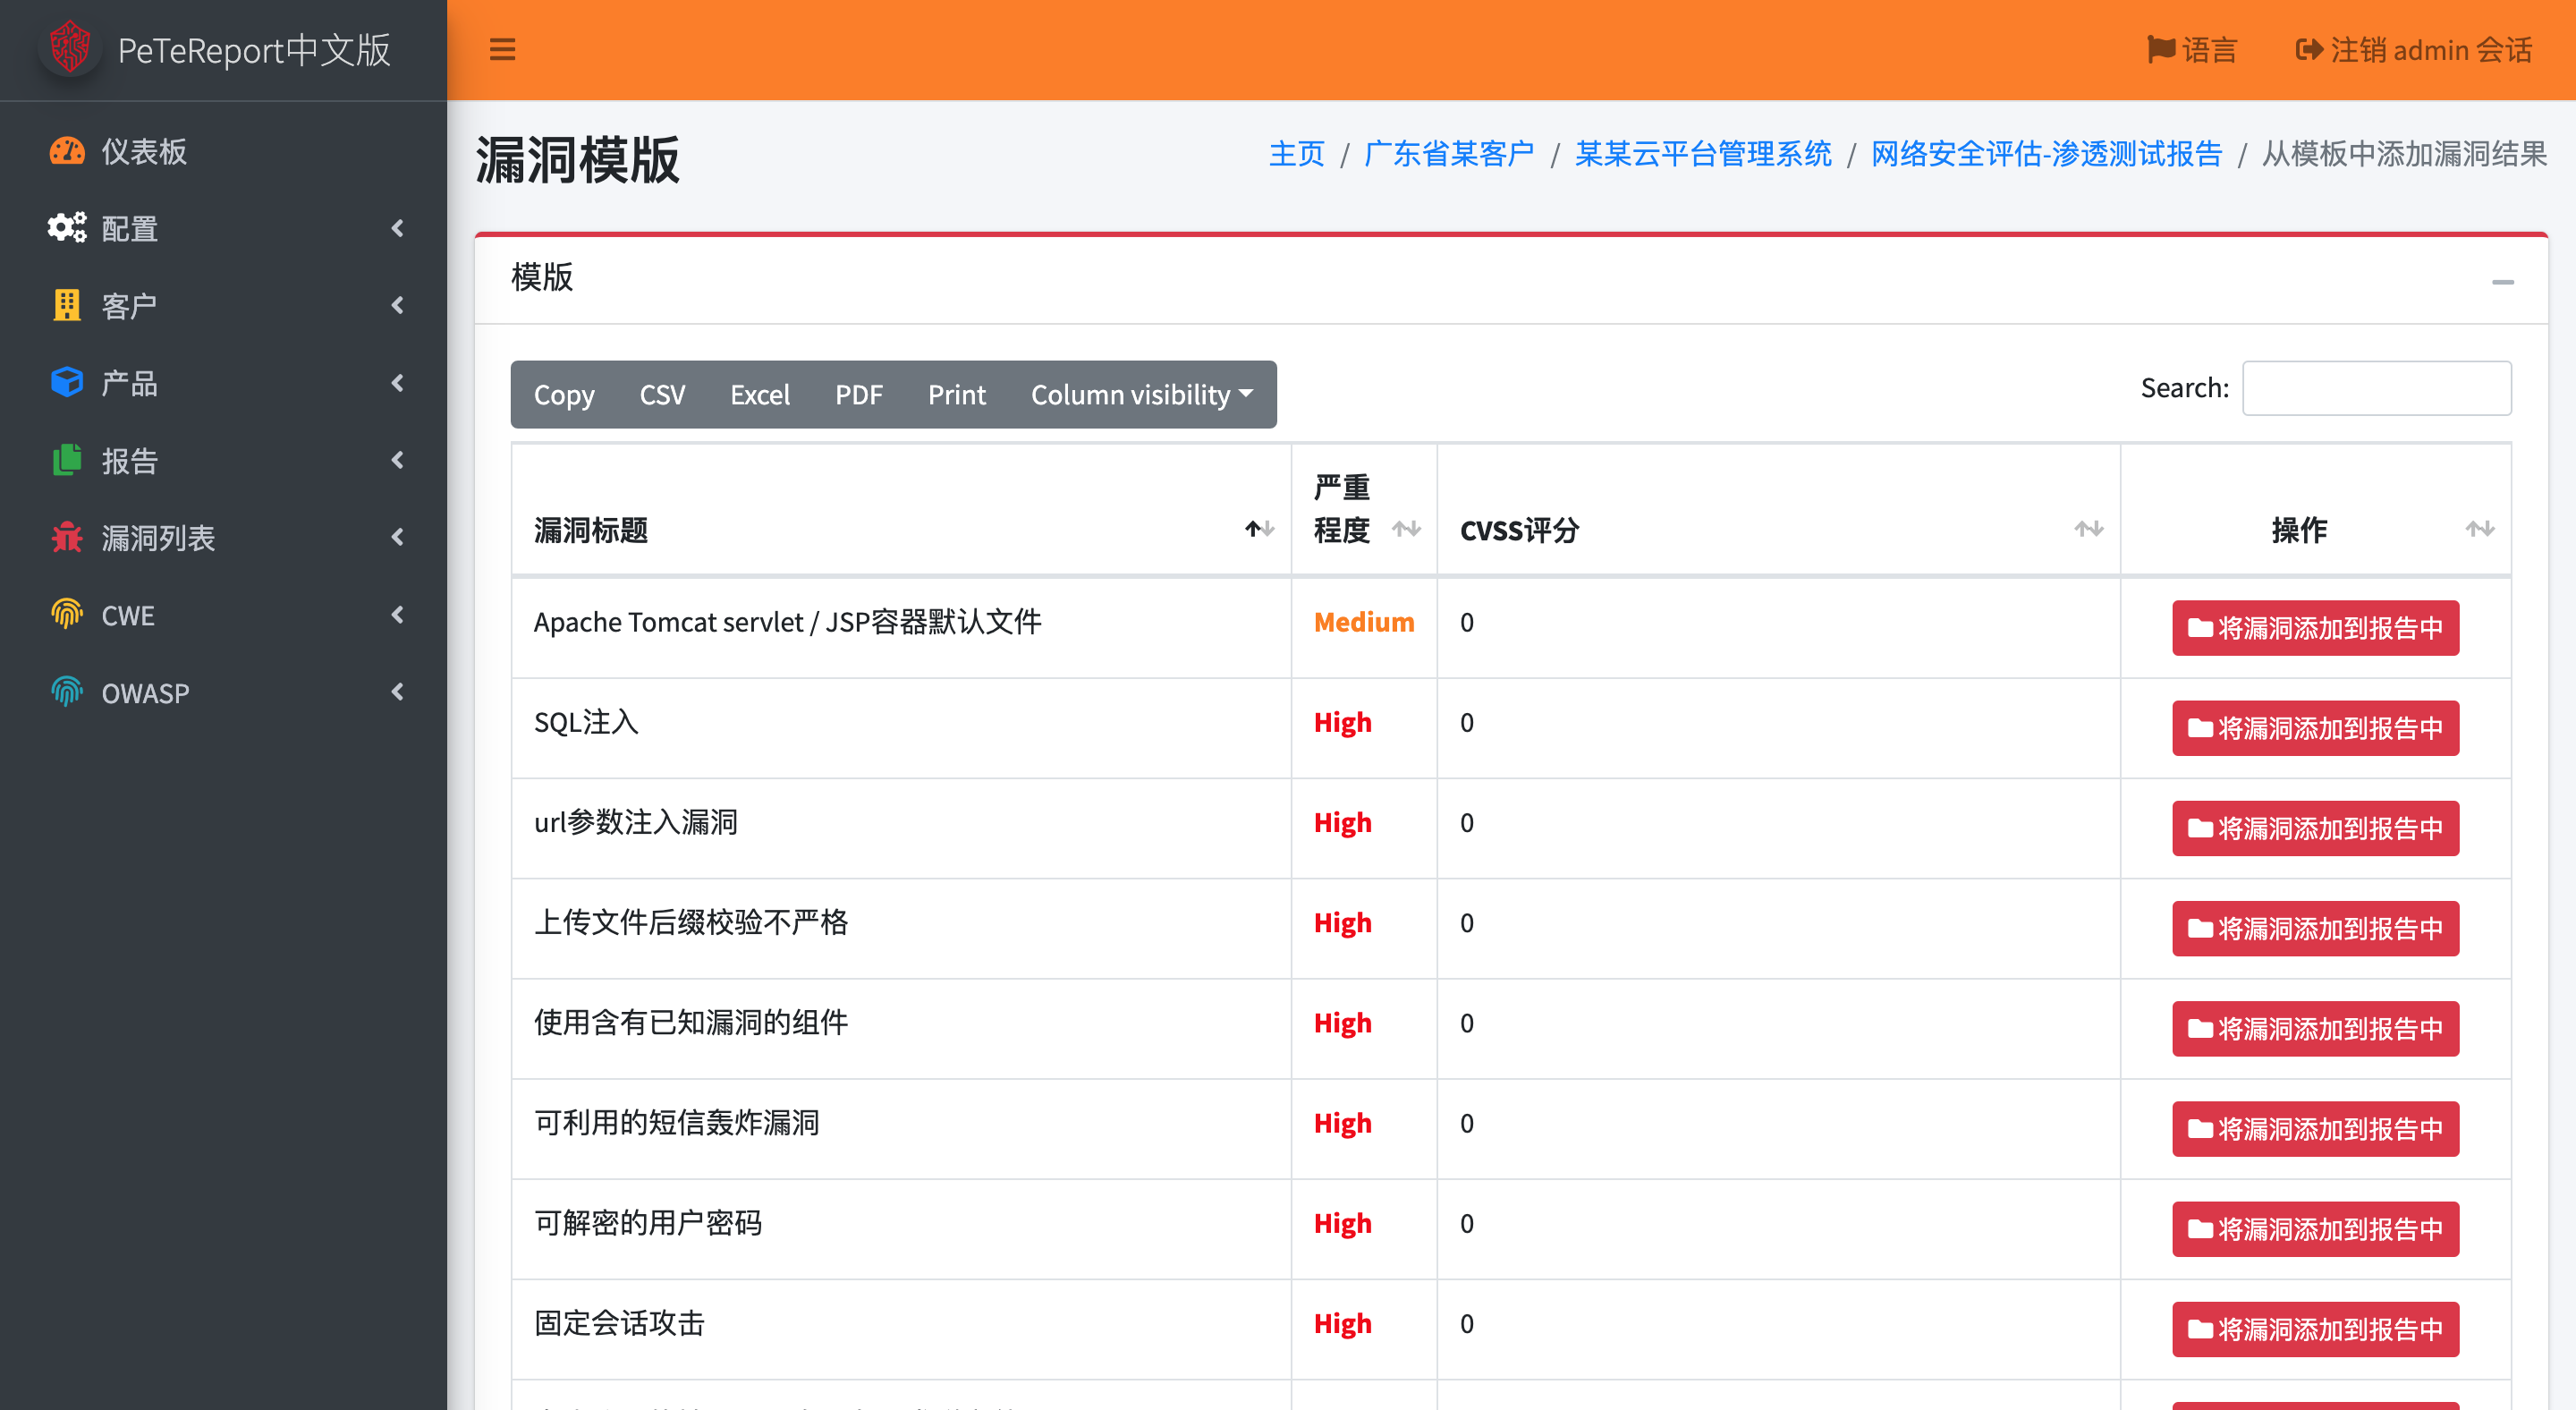 PeTeReport中文版
语言
注销 admin 会话
仪表板
配置
客户
产品
报告
漏洞列表
CWE
OWASP
漏洞模版
主页 / 广东省某客户 / 某某云平台管理系统 / 网络安全评估-渗透测试报告 / 从模板中添加漏洞结果
模版
Copy CSV Excel PDF Print Column visibility
Search:
漏洞标题 严重程度 CVSS评分 操作
Apache Tomcat servlet / JSP容器默认文件 Medium 0 将漏洞添加到报告中
SQL注入 High 0 将漏洞添加到报告中
url参数注入漏洞 High 0 将漏洞添加到报告中
上传文件后缀校验不严格 High 0 将漏洞添加到报告中
使用含有已知漏洞的组件 High 0 将漏洞添加到报告中
可利用的短信轰炸漏洞 High 0 将漏洞添加到报告中
可解密的用户密码 High 0 将漏洞添加到报告中
固定会话攻击 High 0 将漏洞添加到报告中